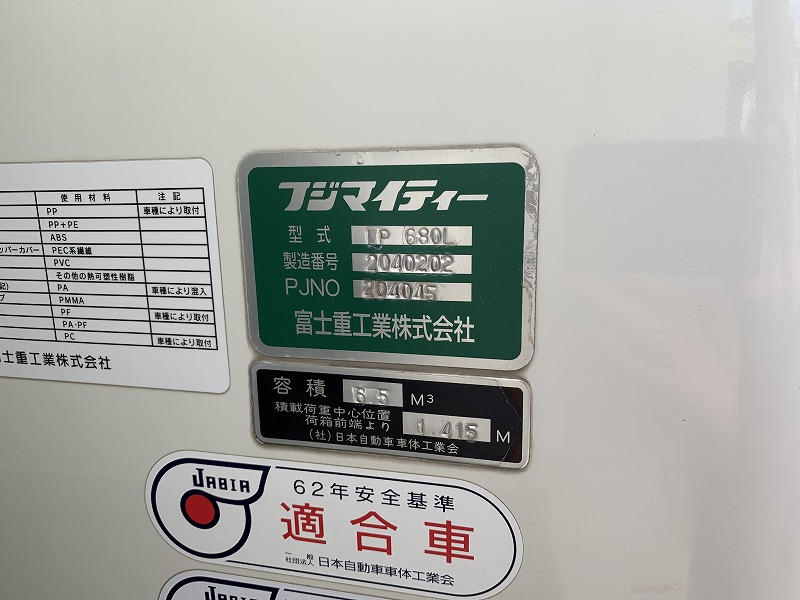 使用材料 注記
PP 車種により取付
PP+PE
ABS
ッパーカバー PEC系繊維
PVC
その他の熱可塑性樹脂
記) PA 車種により混入
プ PMMA
PF 車種により取付
PA-PF
PC 車種により取付
士重工業株式会社
フジマイティー
型式 LP 680L
製造番号 2040202
PJNO 204045
富士重工業株式会社
容積 6.5 M³
積載荷重中心位置
荷箱前端より 1.415 M
(社)日本自動車車体工業会
JABIA
62年安全基準
適合車
一般社団法人 日本自動車車体工業会
JABIA